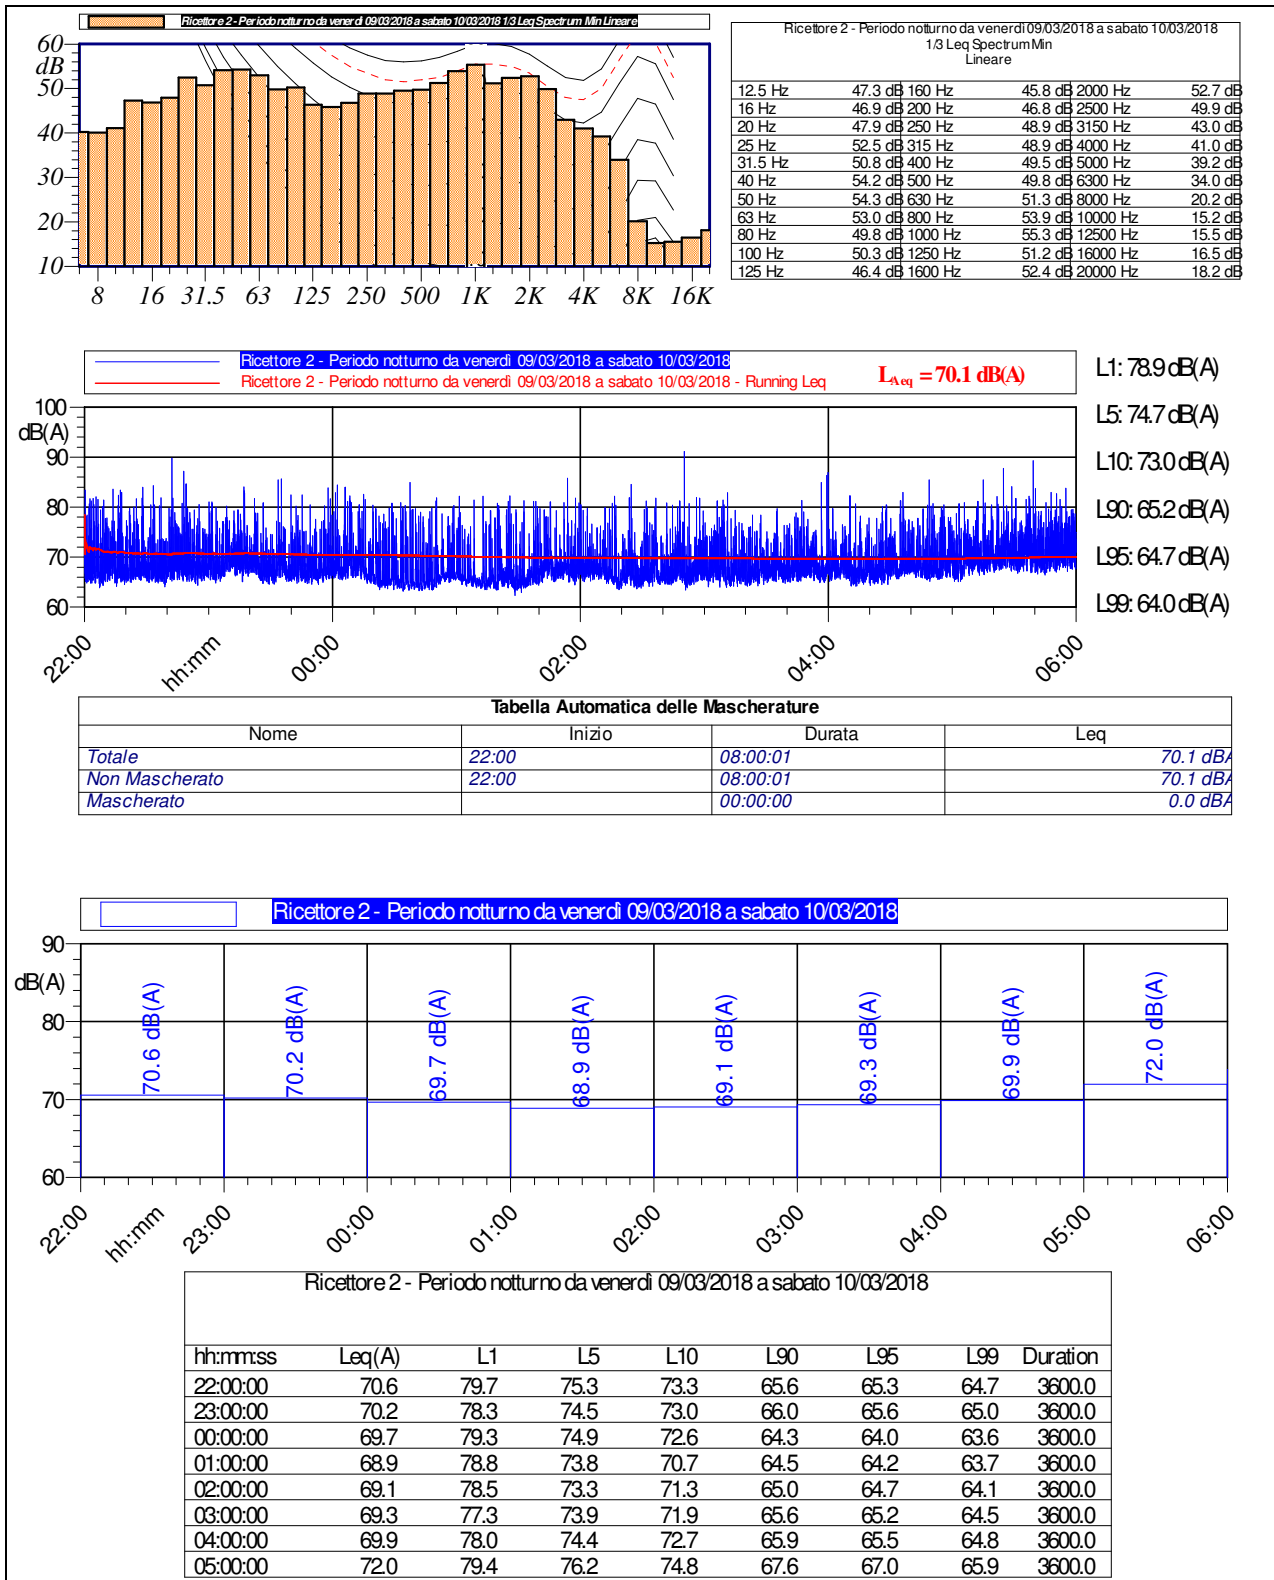 Ricettore 2 - Periodo notturno da venerdì 09/03/2018 a sabato 10/03/2018 1/3 Leq Spectrum Min Lineare
60
dB
50
40
30
20
10
8 16 31.5 63 125 250 500 1K 2K 4K 8K 16K
Ricettore 2 - Periodo notturno da venerdì 09/03/2018 a sabato 10/03/2018
1/3 Leq Spectrum Min
Lineare
12.5 Hz 47.3 dB 160 Hz 45.8 dB 2000 Hz 52.7 dB
16 Hz 46.9 dB 200 Hz 46.8 dB 2500 Hz 49.9 dB
20 Hz 47.9 dB 250 Hz 48.9 dB 3150 Hz 43.0 dB
25 Hz 52.5 dB 315 Hz 48.9 dB 4000 Hz 41.0 dB
31.5 Hz 50.8 dB 400 Hz 49.5 dB 5000 Hz 39.2 dB
40 Hz 54.2 dB 500 Hz 49.8 dB 6300 Hz 34.0 dB
50 Hz 54.3 dB 630 Hz 51.3 dB 8000 Hz 20.2 dB
63 Hz 53.0 dB 800 Hz 53.9 dB 10000 Hz 15.2 dB
80 Hz 49.8 dB 1000 Hz 55.3 dB 12500 Hz 15.5 dB
100 Hz 50.3 dB 1250 Hz 51.2 dB 16000 Hz 16.5 dB
125 Hz 46.4 dB 1600 Hz 52.4 dB 20000 Hz 18.2 dB
Ricettore 2 - Periodo notturno da venerdì 09/03/2018 a sabato 10/03/2018
Ricettore 2 - Periodo notturno da venerdì 09/03/2018 a sabato 10/03/2018 - Running Leq
LAeq = 70.1 dB(A)
100
dB(A)
90
80
70
60
22:00 hh:mm 00:00 02:00 04:00 06:00
L1: 78.9 dB(A)
L5: 74.7 dB(A)
L10: 73.0 dB(A)
L90: 65.2 dB(A)
L95: 64.7 dB(A)
L99: 64.0 dB(A)
Tabella Automatica delle Mascherature
Nome Inizio Durata Leq
Totale 22:00 08:00:01 70.1 dBA
Non Mascherato 22:00 08:00:01 70.1 dBA
Mascherato 00:00:00 0.0 dBA
Ricettore 2 - Periodo notturno da venerdì 09/03/2018 a sabato 10/03/2018
90
dB(A)
80
70
60
70.6 dB(A)
70.2 dB(A)
69.7 dB(A)
68.9 dB(A)
69.1 dB(A)
69.3 dB(A)
69.9 dB(A)
72.0 dB(A)
22:00 hh:mm 23:00 00:00 01:00 02:00 03:00 04:00 05:00 06:00
Ricettore 2 - Periodo notturno da venerdì 09/03/2018 a sabato 10/03/2018
hh:mm:ss Leq(A) L1 L5 L10 L90 L95 L99 Duration
22:00:00 70.6 79.7 75.3 73.3 65.6 65.3 64.7 3600.0
23:00:00 70.2 78.3 74.5 73.0 66.0 65.6 65.0 3600.0
00:00:00 69.7 79.3 74.9 72.6 64.3 64.0 63.6 3600.0
01:00:00 68.9 78.8 73.8 70.7 64.5 64.2 63.7 3600.0
02:00:00 69.1 78.5 73.3 71.3 65.0 64.7 64.1 3600.0
03:00:00 69.3 77.3 73.9 71.9 65.6 65.2 64.5 3600.0
04:00:00 69.9 78.0 74.4 72.7 65.9 65.5 64.8 3600.0
05:00:00 72.0 79.4 76.2 74.8 67.6 67.0 65.9 3600.0